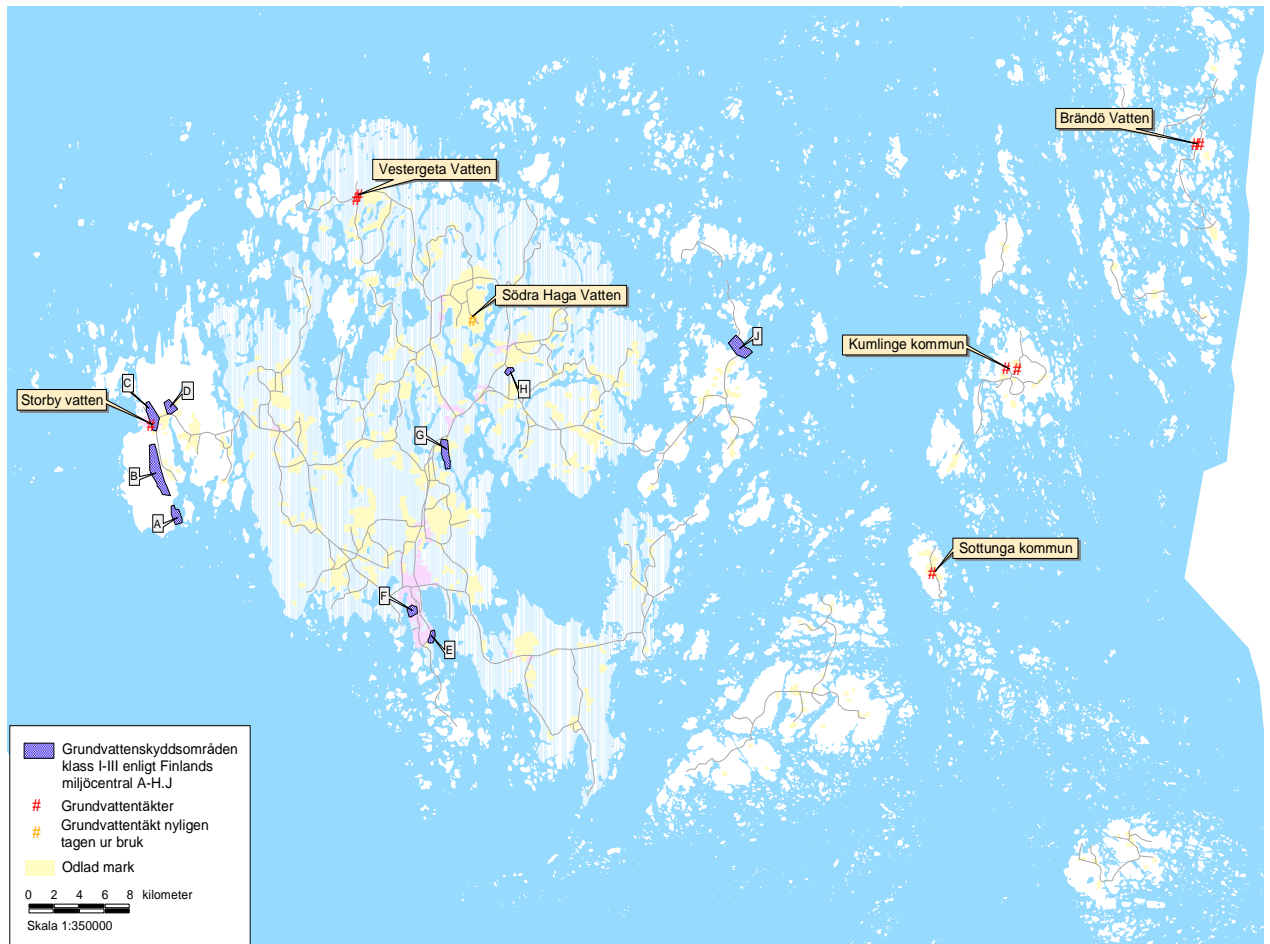 Brändö Vatten
Vestergeta Vatten
Södra Haga Vatten
J
Kumlinge kommun
H
C
D
Storby vatten
G
B
A
Sottunga kommun
F
E
Grundvattenskyddsområden
klass I-III enligt Finlands
miljöcentral A-H.J
# Grundvattentäkter
# Grundvattentäkt nyligen
tagen ur bruk
Odlad mark
0 2 4 6 8 kilometer
Skala 1:350000